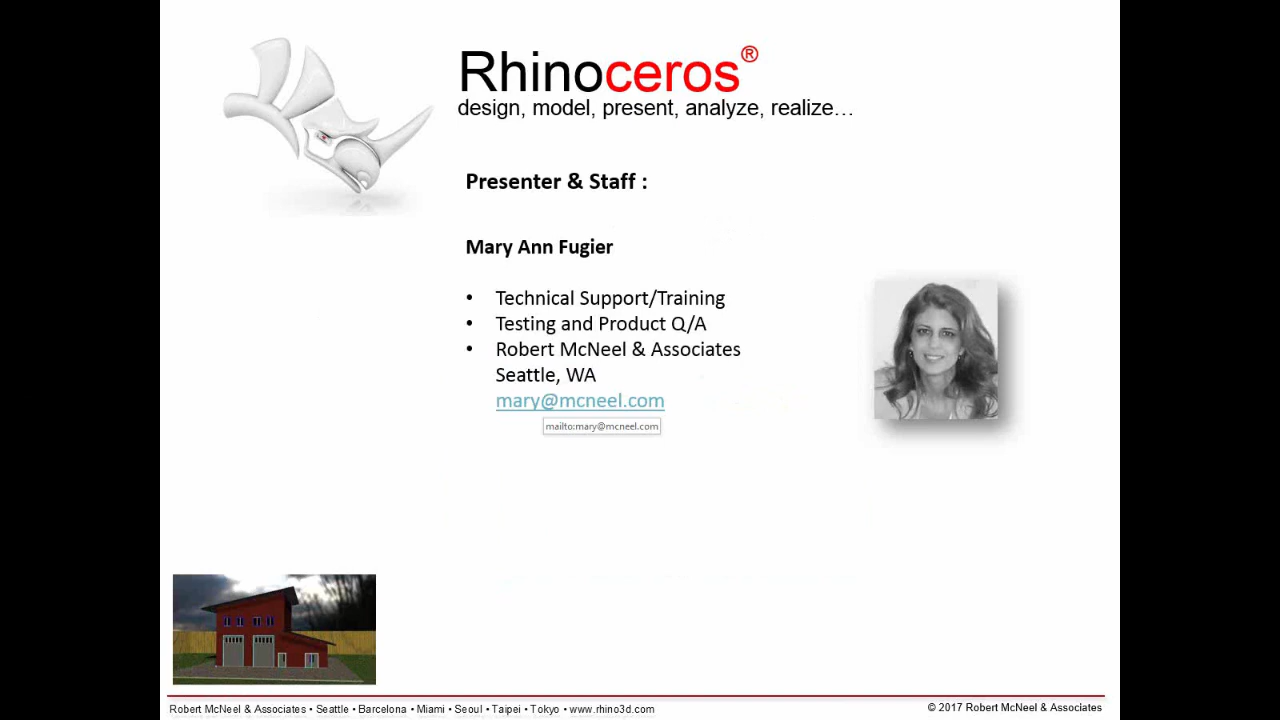 Rhinoceros®
design, model, present, analyze, realize...
Presenter & Staff :
Mary Ann Fugier
• Technical Support/Training
• Testing and Product Q/A
• Robert McNeel & Associates
Seattle, WA
mary@mcneel.com
mailto:mary@mcneel.com
Robert McNeel & Associates • Seattle • Barcelona • Miami • Seoul • Taipei • Tokyo • www.rhino3d.com
© 2017 Robert McNeel & Associates